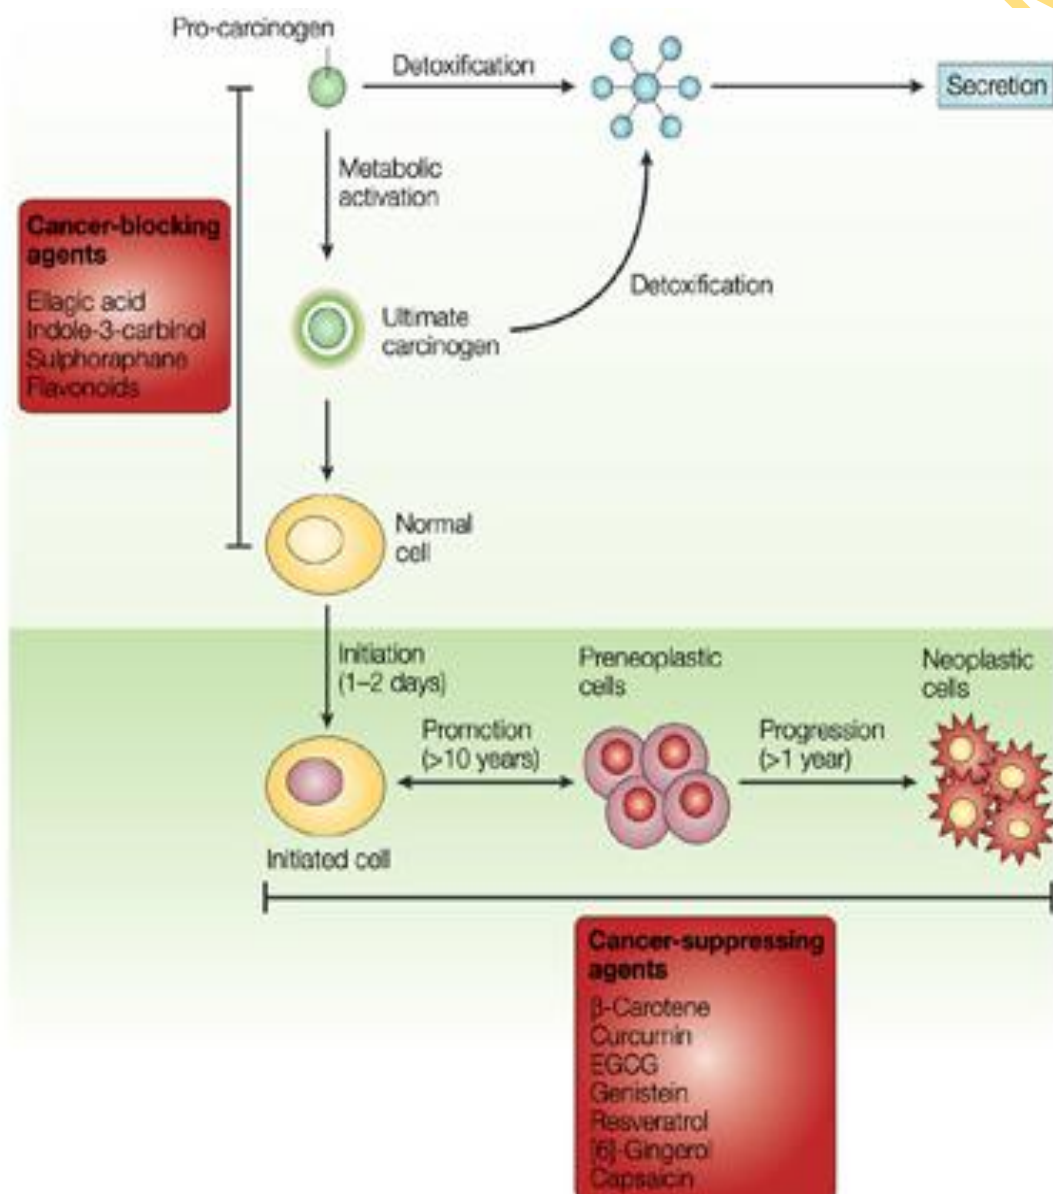 Pro-carcinogen
Detoxification
Secretion
Metabolic
activation
Cancer-blocking
agents
Ellagic acid
Indole-3-carbinol
Sulphoraphane
Flavonoids
Detoxification
Ultimate
carcinogen
Normal
cell
Initiation
(1–2 days)
Preneoplastic
cells
Neoplastic
cells
Promotion
(>10 years)
Progression
(>1 year)
Initiated cell
Cancer-suppressing
agents
β-Carotene
Curcumin
EGCG
Genistein
Resveratrol
[6]-Gingerol
Capsaicin